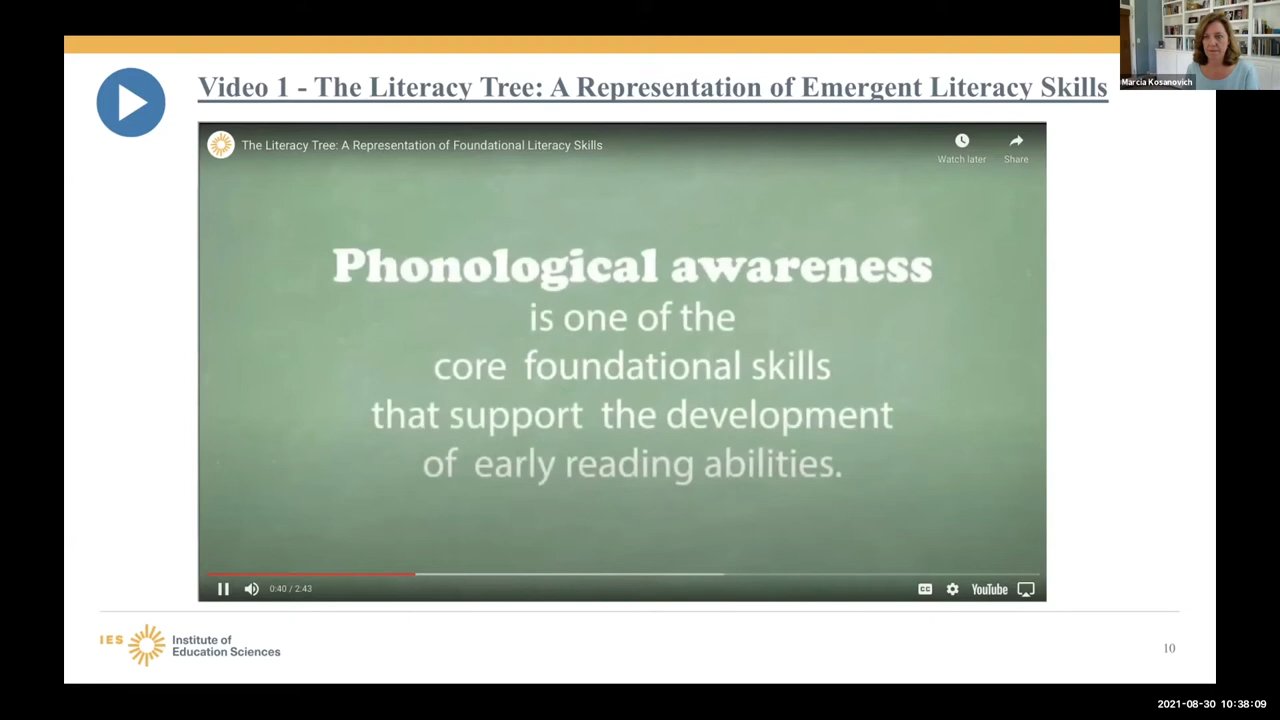 Video 1 - The Literacy Tree: A Representation of Emergent Literacy Skills
Marcia Kosanovich
The Literacy Tree: A Representation of Foundational Literacy Skills
Watch later
Share
Phonological awareness
is one of the
core foundational skills
that support the development
of early reading abilities.
0:40 / 2:43
CC
YouTube
IES
Institute of
Education Sciences
10
2021-08-30 10:38:09